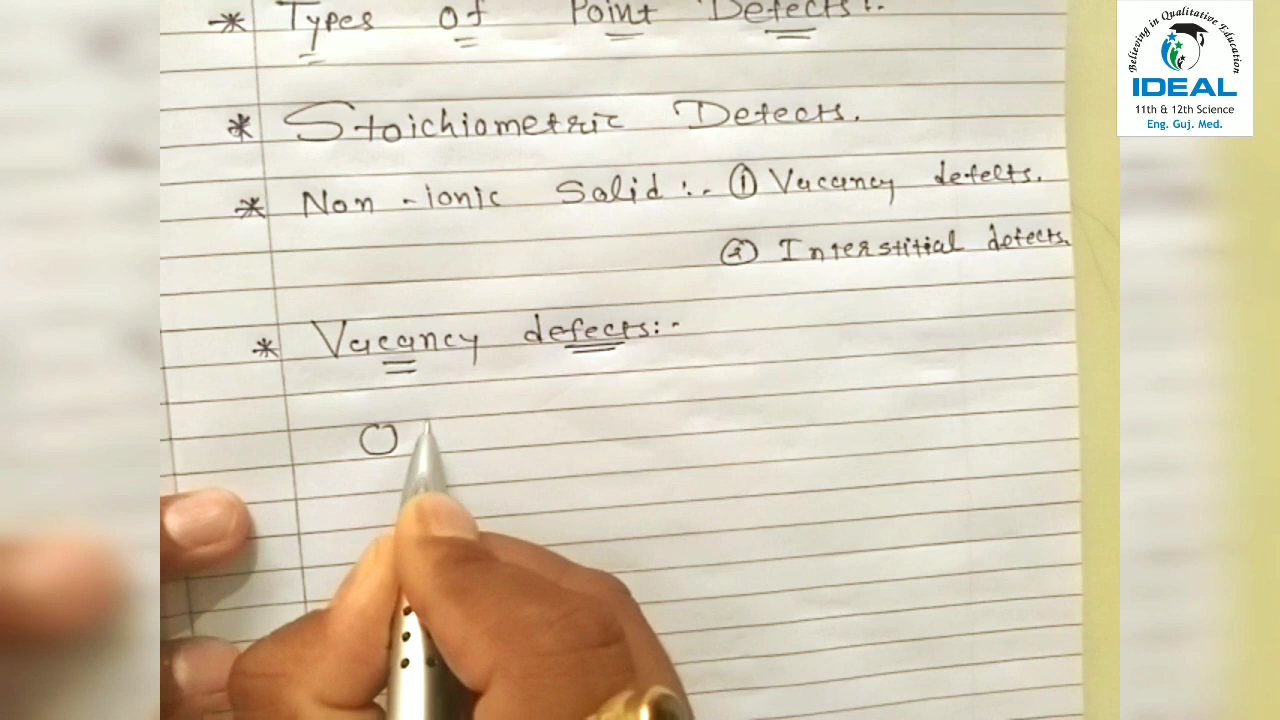 * Types Of Point Defects:-
* Stoichiometric Defects.
* Non-ionic Solid :- ① Vacancy defects.
② Interstitial defects.
* Vacancy defects:-
Believing in Qualitative Education
IDEAL
11th & 12th Science
Eng. Guj. Med.